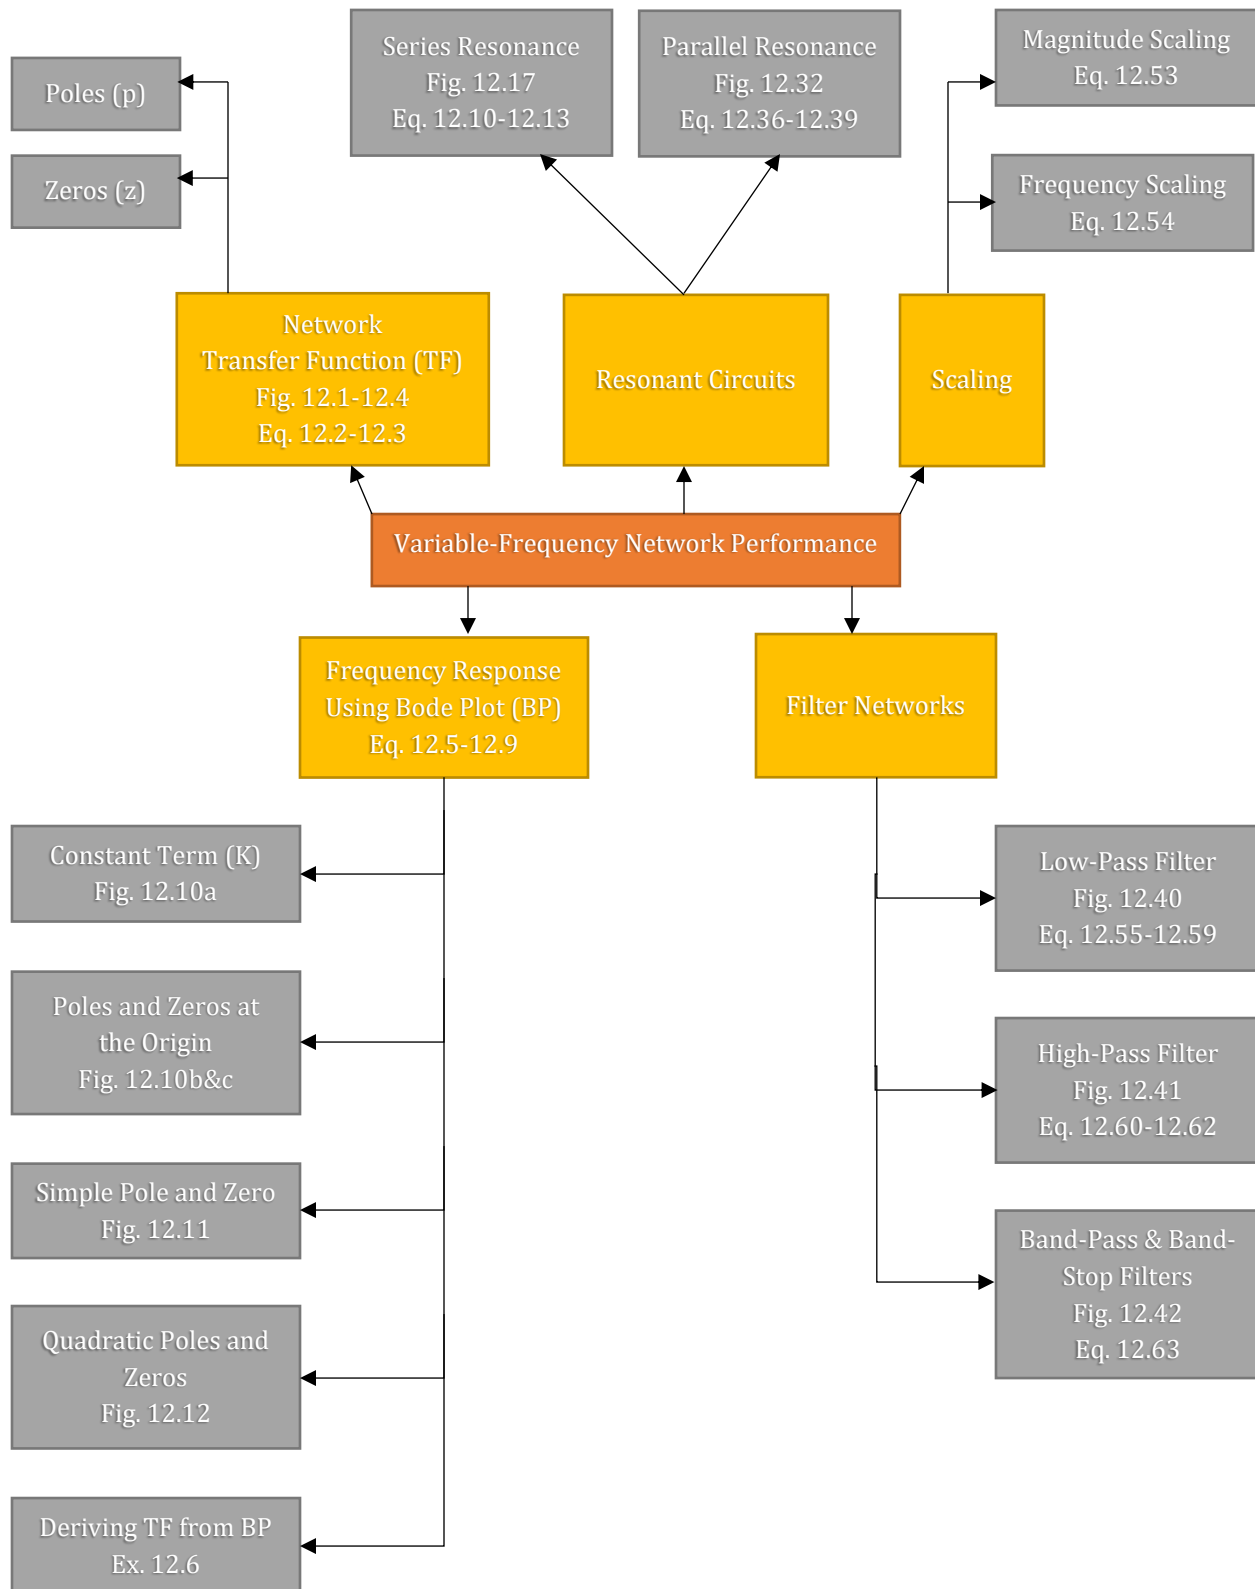 Series Resonance
Fig. 12.17
Eq. 12.10-12.13
Parallel Resonance
Fig. 12.32
Eq. 12.36-12.39
Magnitude Scaling
Eq. 12.53
Poles (p)
Zeros (z)
Frequency Scaling
Eq. 12.54
Network
Transfer Function (TF)
Fig. 12.1-12.4
Eq. 12.2-12.3
Resonant Circuits
Scaling
Variable-Frequency Network Performance
Frequency Response
Using Bode Plot (BP)
Eq. 12.5-12.9
Filter Networks
Constant Term (K)
Fig. 12.10a
Poles and Zeros at
the Origin
Fig. 12.10b&c
Simple Pole and Zero
Fig. 12.11
Quadratic Poles and
Zeros
Fig. 12.12
Deriving TF from BP
Ex. 12.6
Low-Pass Filter
Fig. 12.40
Eq. 12.55-12.59
High-Pass Filter
Fig. 12.41
Eq. 12.60-12.62
Band-Pass & Band-
Stop Filters
Fig. 12.42
Eq. 12.63